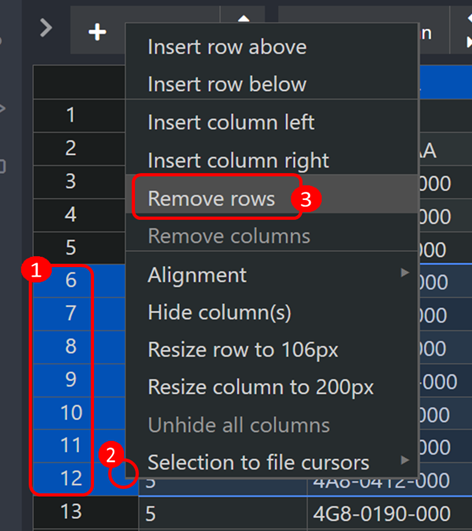 n
Insert row above
Insert row below
1
Insert column left
2
AA
Insert column right
3
-000
Remove rows
3
4
-000
Remove columns
5
-000
1
6
-000
Alignment
7
-000
Hide column(s)
8
-000
Resize row to 106px
9
-000
Resize column to 200px
10
-000
11
-000
Unhide all columns
2
Selection to file cursors
12
5
4A6-0412-000
13
5
4G8-0190-000